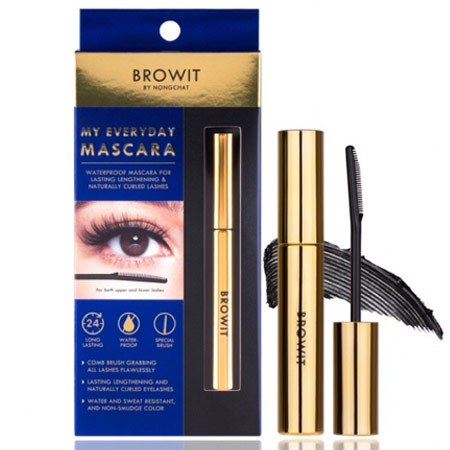 BROWIT
BY NONGCHAT
MY EVERYDAY
MASCARA
WATERPROOF MASCARA FOR
LASTING LENGTHENING &
NATURALLY CURLED LASHES
For both upper and lower lashes
24
LONG
LASTING
WATER-
PROOF
SPECIAL
BRUSH
COMB BRUSH GRABBING
ALL LASHES FLAWLESSLY
LASTING LENGTHENING AND
NATURALLY CURLED EYELASHES
WATER AND SWEAT RESISTANT,
AND NON-SMUDGE COLOR
BROWIT
BROWIT